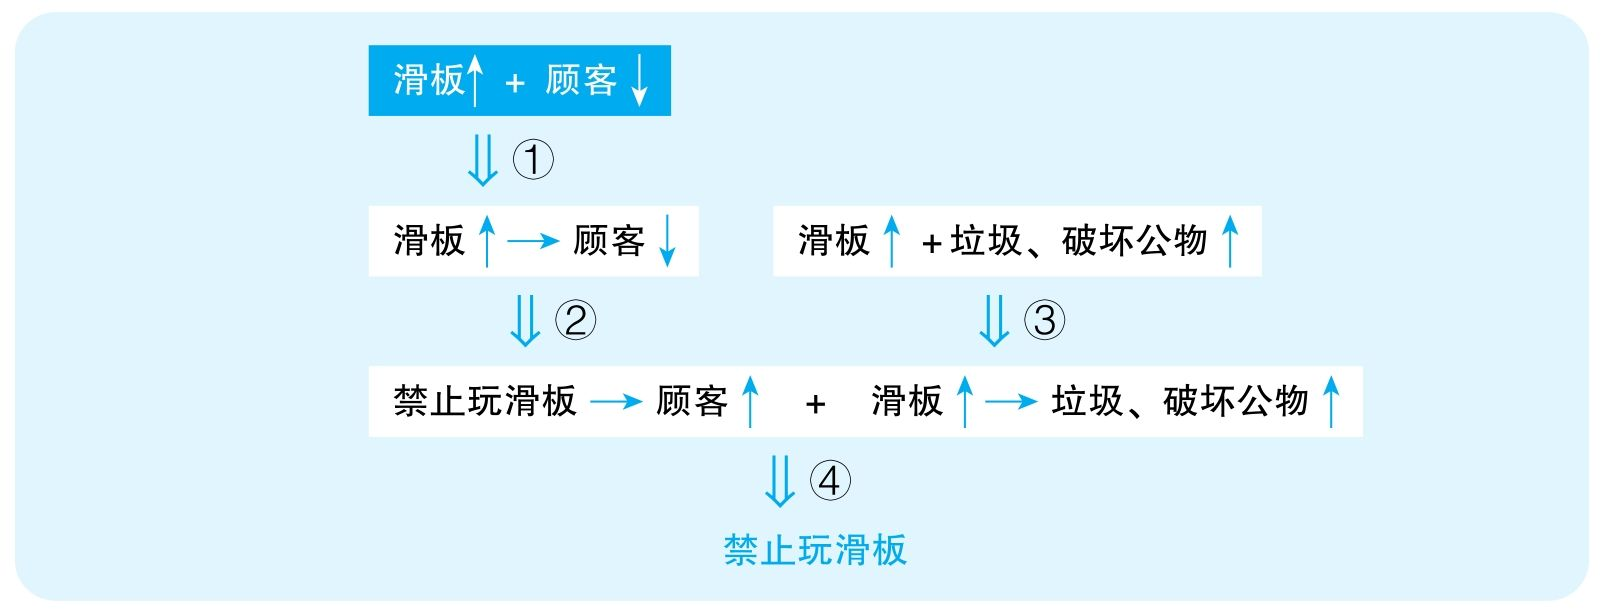 滑板↑ + 顾客↓
⇓ ①
滑板↑→顾客↓ 滑板↑+垃圾、破坏公物↑
⇓ ② ⇓ ③
禁止玩滑板→顾客↑ + 滑板↑→垃圾、破坏公物↑
⇓ ④
禁止玩滑板